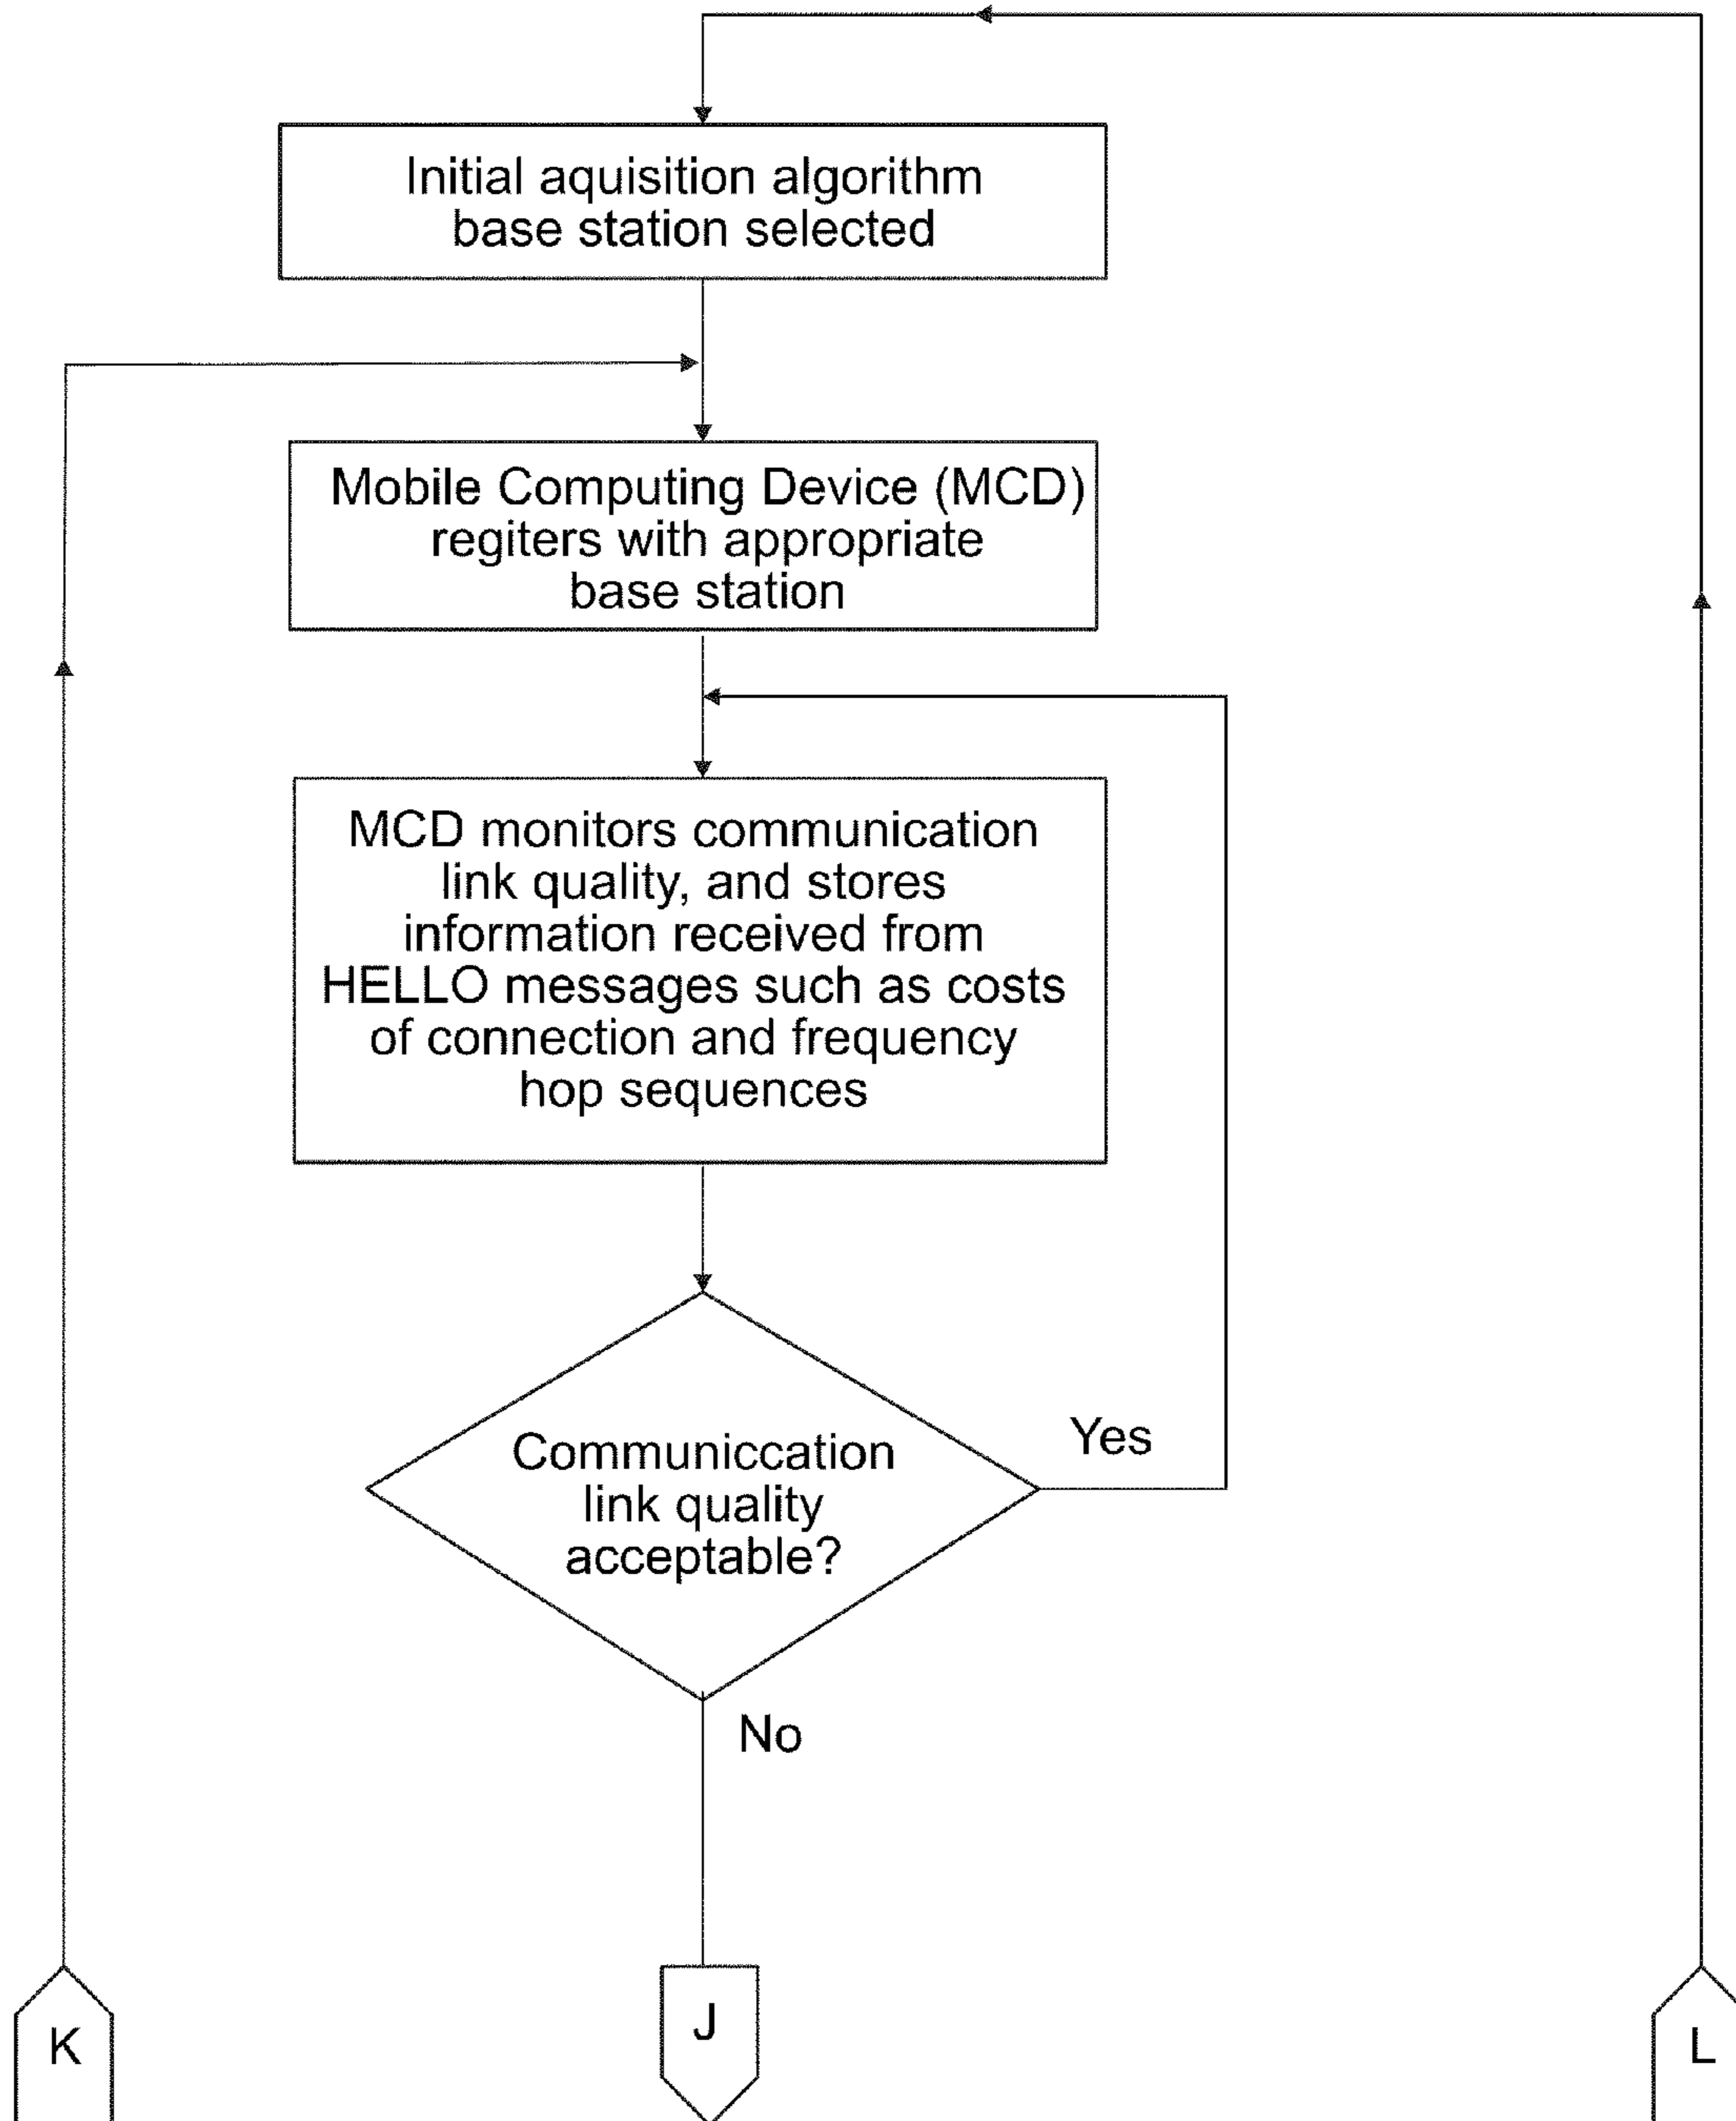 Initial aquisition algorithm
base station selected
Mobile Computing Device (MCD)
regiters with appropriate
base station
MCD monitors communication
link quality, and stores
information received from
HELLO messages such as costs
of connection and frequency
hop sequences
Communiccation
link quality
acceptable?
Yes
No
K
J
L